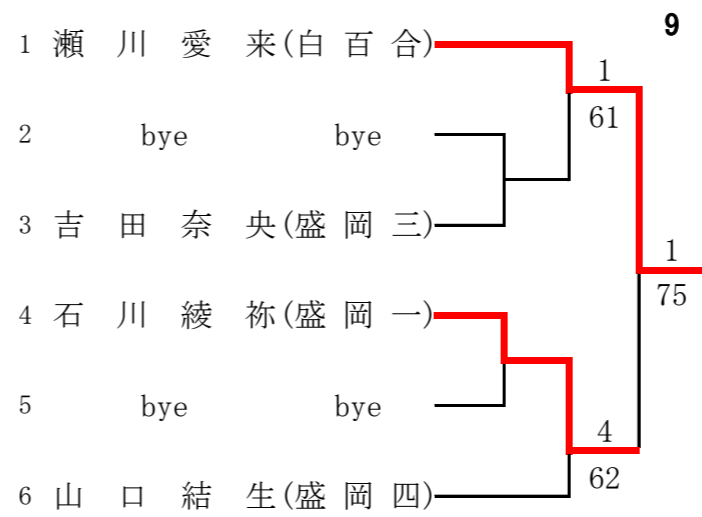 9
1 瀬 川 愛 来(白 百 合)
1
61
2 bye bye
3 吉 田 奈 央(盛 岡 三)
1
75
4 石 川 綾 祢(盛 岡 一)
5 bye bye
4
62
6 山 口 結 生(盛 岡 四)